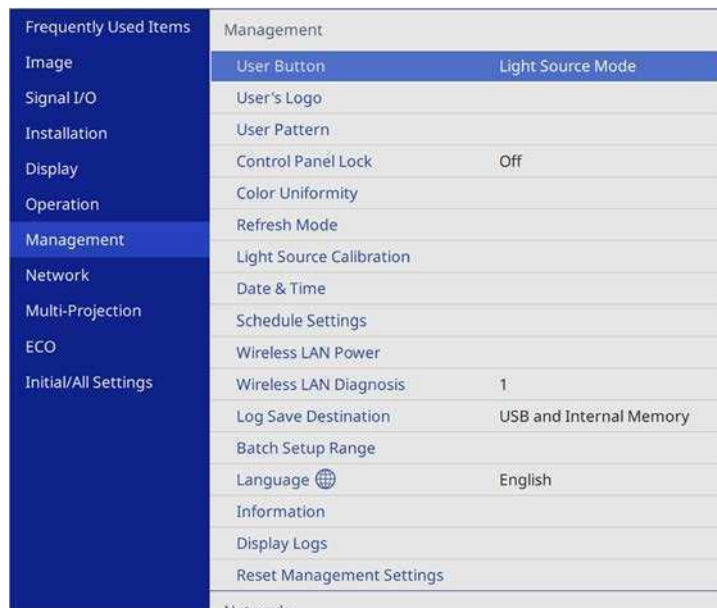 Frequently Used Items
Image
Signal I/O
Installation
Display
Operation
Management
Network
Multi-Projection
ECO
Initial/All Settings
Management
User Button Light Source Mode
User's Logo
User Pattern
Control Panel Lock Off
Color Uniformity
Refresh Mode
Light Source Calibration
Date & Time
Schedule Settings
Wireless LAN Power
Wireless LAN Diagnosis 1
Log Save Destination USB and Internal Memory
Batch Setup Range
Language English
Information
Display Logs
Reset Management Settings